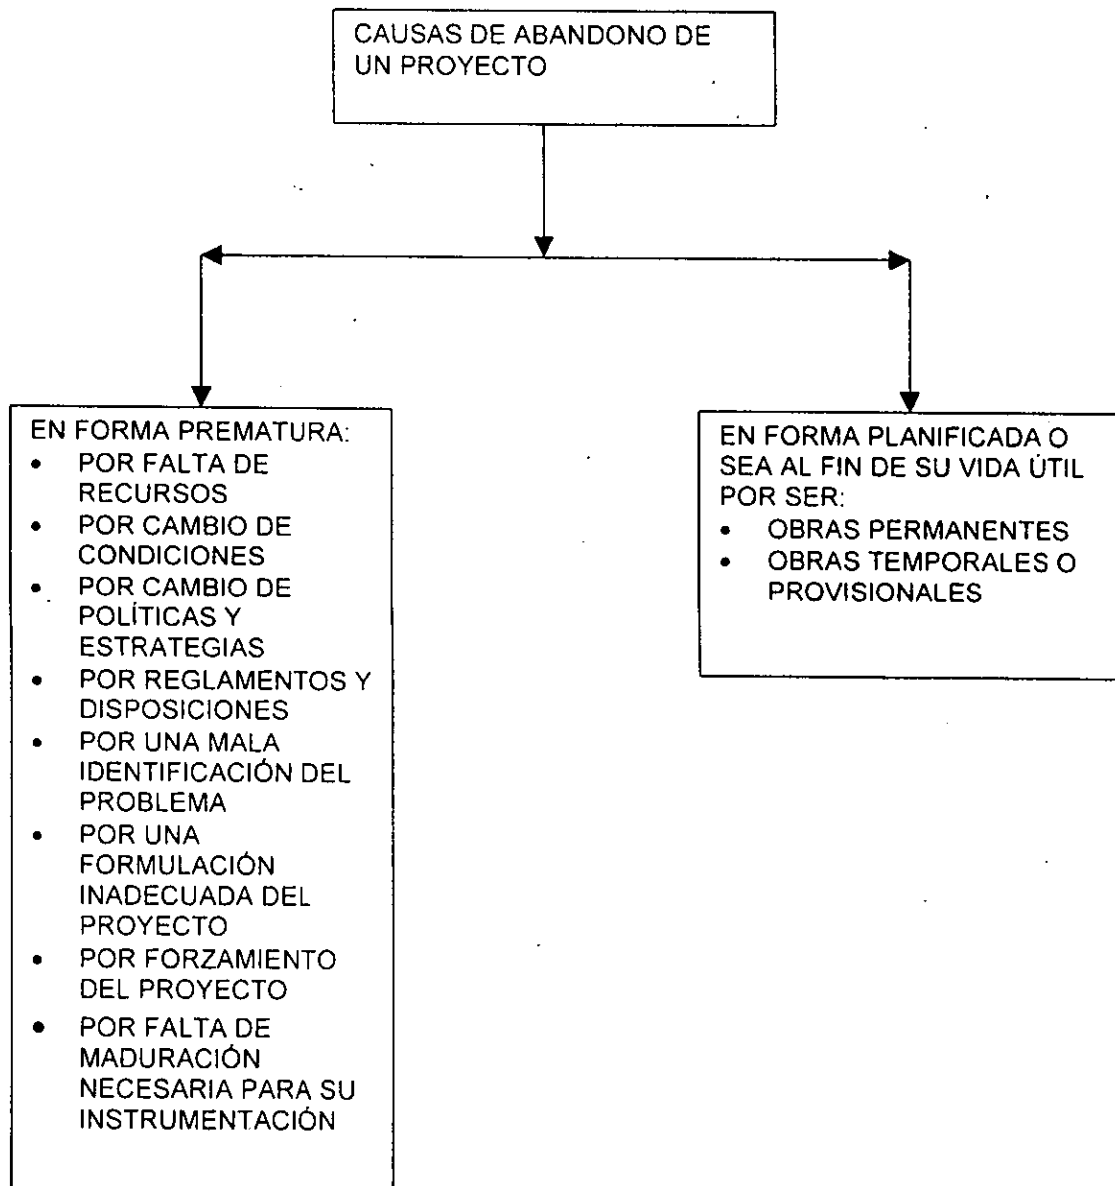 CAUSAS DE ABANDONO DE
UN PROYECTO
EN FORMA PREMATURA:
• POR FALTA DE
RECURSOS
• POR CAMBIO DE
CONDICIONES
• POR CAMBIO DE
POLÍTICAS Y
ESTRATEGIAS
• POR REGLAMENTOS Y
DISPOSICIONES
• POR UNA MALA
IDENTIFICACIÓN DEL
PROBLEMA
• POR UNA
FORMULACIÓN
INADECUADA DEL
PROYECTO
• POR FORZAMIENTO
DEL PROYECTO
• POR FALTA DE
MADURACIÓN
NECESARIA PARA SU
INSTRUMENTACIÓN
EN FORMA PLANIFICADA O
SEA AL FIN DE SU VIDA ÚTIL
POR SER:
• OBRAS PERMANENTES
• OBRAS TEMPORALES O
PROVISIONALES